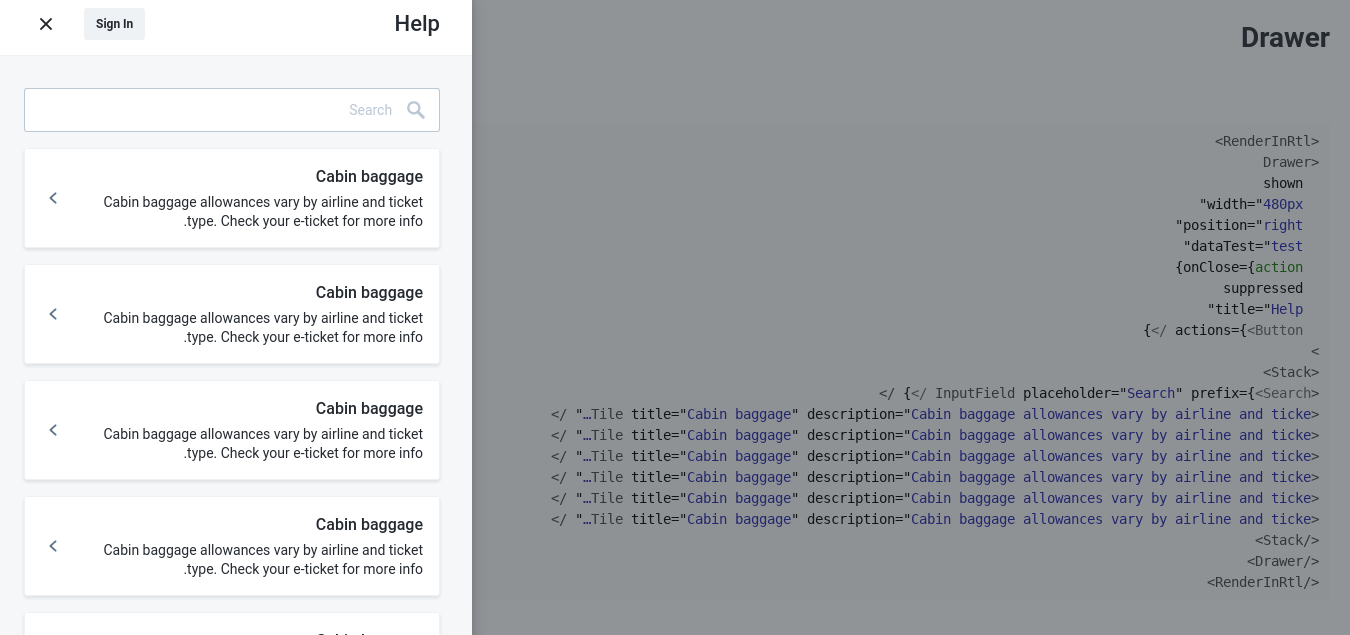 Help
Sign In
Search
Cabin baggage
Cabin baggage allowances vary by airline and ticket
.type. Check your e-ticket for more info
Cabin baggage
Cabin baggage allowances vary by airline and ticket
.type. Check your e-ticket for more info
Cabin baggage
Cabin baggage allowances vary by airline and ticket
.type. Check your e-ticket for more info
Cabin baggage
Cabin baggage allowances vary by airline and ticket
.type. Check your e-ticket for more info
Drawer
<RenderInRtl>
Drawer>
shown
"width="480px
"position="right
"dataTest="test
{onClose={action
suppressed
"title="Help
{</ actions={<Button
<
<Stack>
</ {</ InputField placeholder="Search" prefix={<Search>
</ "…Tile title="Cabin baggage" description="Cabin baggage allowances vary by airline and ticke>
</ "…Tile title="Cabin baggage" description="Cabin baggage allowances vary by airline and ticke>
</ "…Tile title="Cabin baggage" description="Cabin baggage allowances vary by airline and ticke>
</ "…Tile title="Cabin baggage" description="Cabin baggage allowances vary by airline and ticke>
</ "…Tile title="Cabin baggage" description="Cabin baggage allowances vary by airline and ticke>
</ "…Tile title="Cabin baggage" description="Cabin baggage allowances vary by airline and ticke>
<Stack/>
<Drawer/>
<RenderInRtl/>